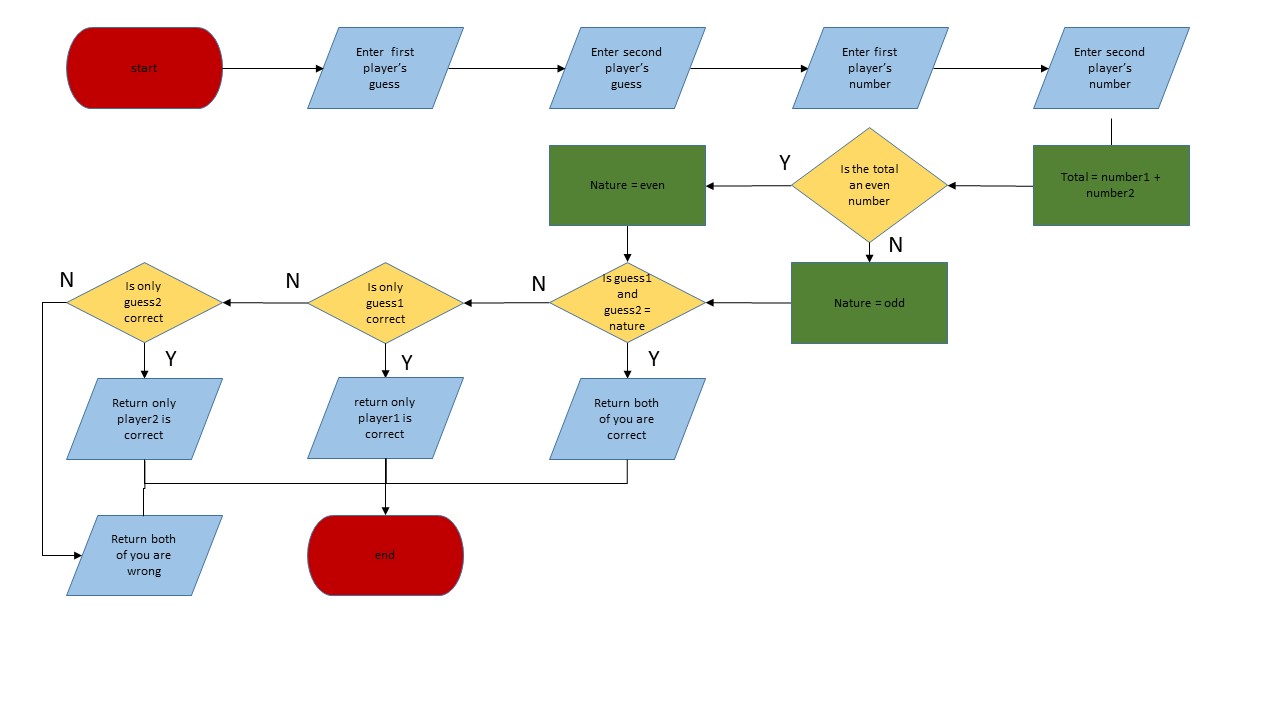 start
Enter first
player's
guess
Enter second
player's
guess
Enter first
player's
number
Enter second
player's
number
Y
Nature = even
Is the total
an even
number
Total = number1 +
number2
N
N
Is only
guess2
correct
N
Is only
guess1
correct
N
Is guess1
and
guess2 =
nature
Nature = odd
Y
Y
Y
Return only
player2 is
correct
return only
player1 is
correct
Return both
of you are
correct
Return both
of you are
wrong
end